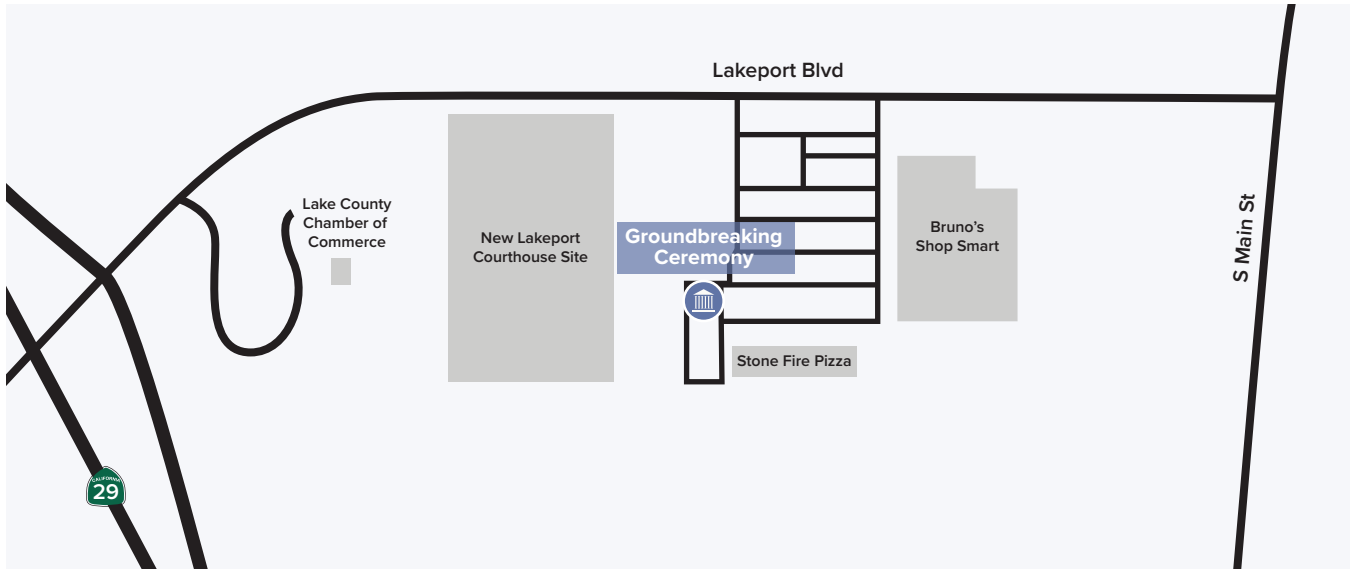 Lakeport Blvd
Lake County
Chamber of
Commerce
New Lakeport
Courthouse Site
Groundbreaking
Ceremony
Bruno’s
Shop Smart
S Main St
Stone Fire Pizza
CALIFORNIA
29